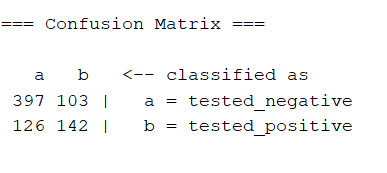 === Confusion Matrix ===
a b <-- classified as
397 103 | a = tested_negative
126 142 | b = tested_positive